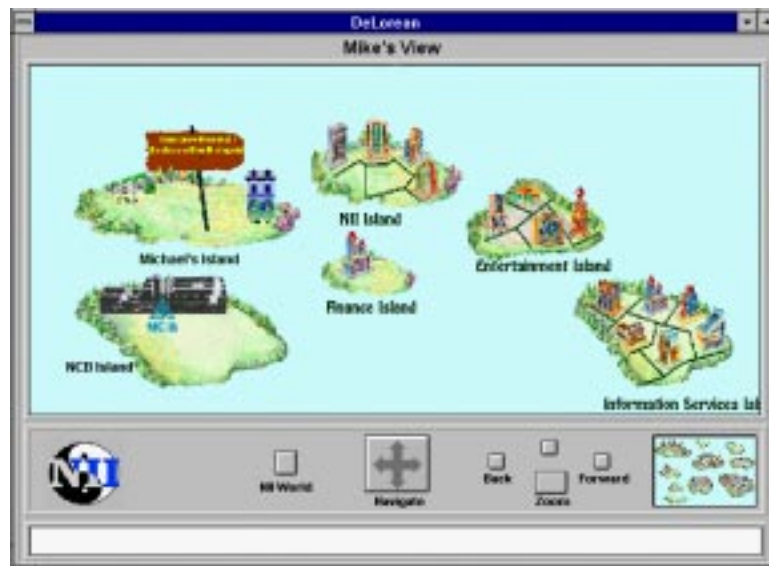 DeLorean
Mike's View
NII Island
Michael's Island
Entertainment Island
Finance Island
NCB
NCB Island
Information Services Isl
NII
NII World
Navigate
Back
Zoom
Forward